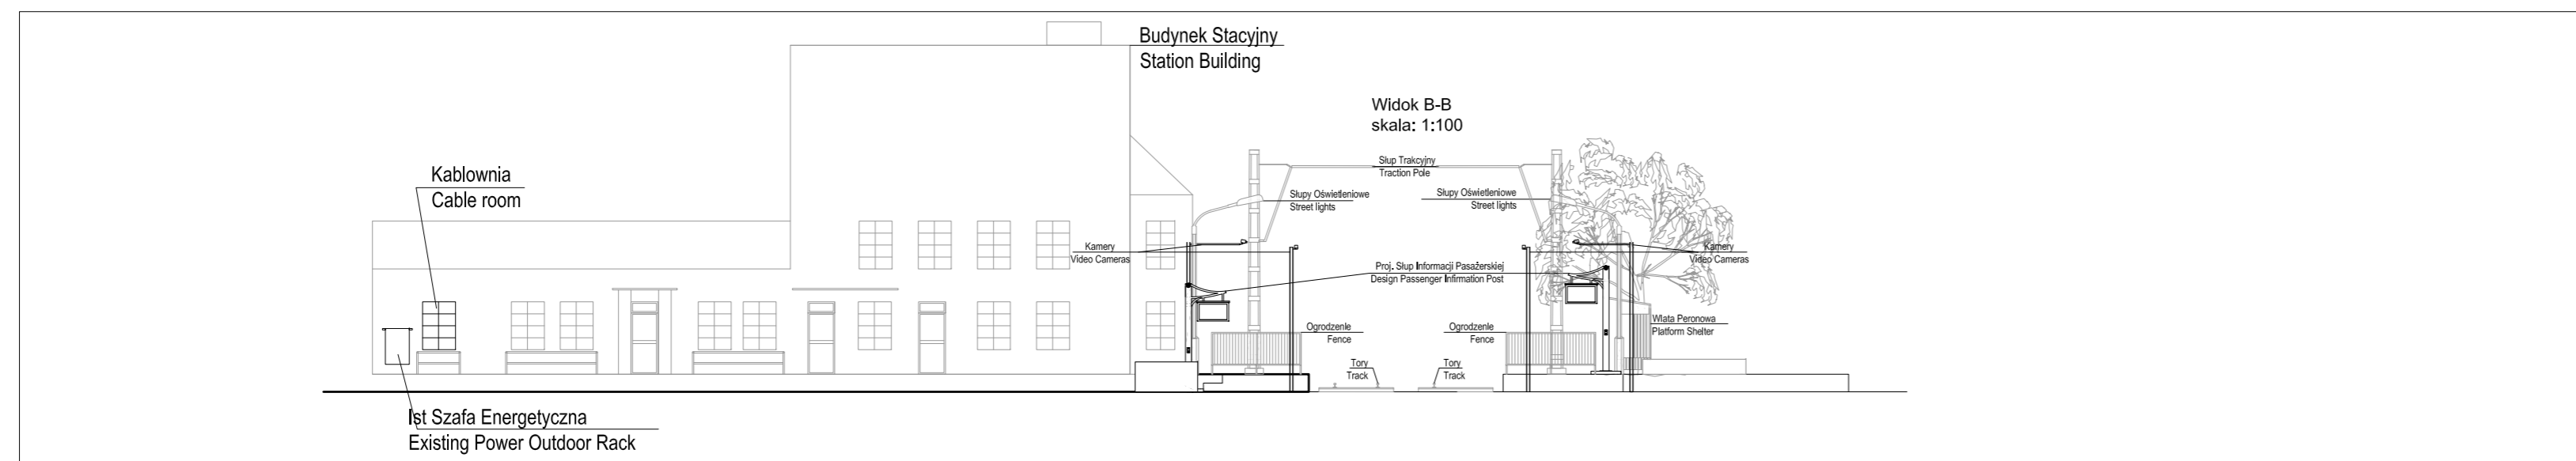 Budynek Stacyjny
Station Building
Widok B-B
skala: 1:100
Kablownia
Cable room
Słup Trakcyjny
Traction Pole
Słupy Oświetleniowe
Street lights
Słupy Oświetleniowe
Street lights
Kamery
Video Cameras
Kamery
Video Cameras
Proj. Słup Informacji Pasażerskiej
Design Passenger Infirmation Post
Ogrodzenie
Fence
Ogrodzenie
Fence
Wiata Peronowa
Platform Shelter
Tory
Track
Tory
Track
Ist Szafa Energetyczna
Existing Power Outdoor Rack